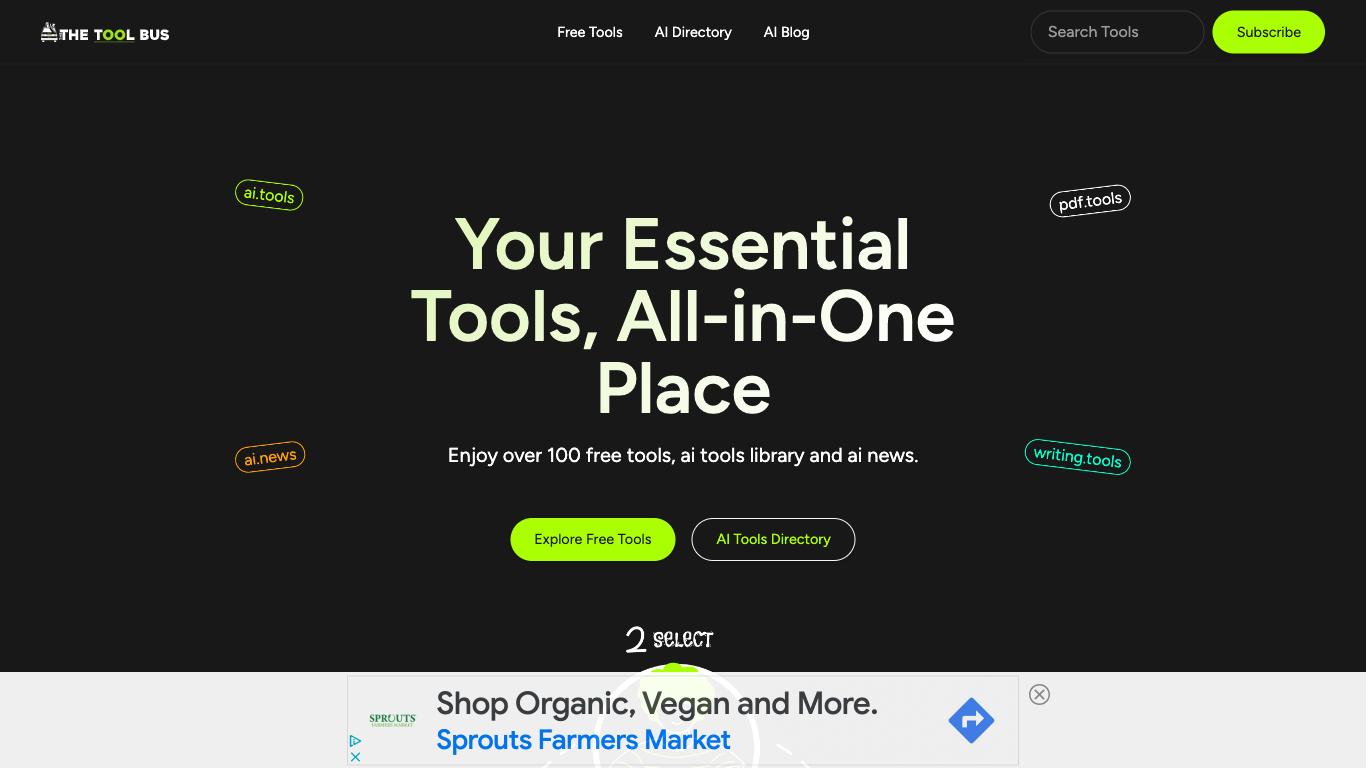 THE TOOL BUS
Free Tools
AI Directory
AI Blog
Search Tools
Subscribe
ai.tools
pdf.tools
Your Essential
Tools, All-in-One
Place
ai.news
writing.tools
Enjoy over 100 free tools, ai tools library and ai news.
Explore Free Tools
AI Tools Directory
2 SELECT
SPROUTS
FARMERS MARKET
Shop Organic, Vegan and More.
Sprouts Farmers Market